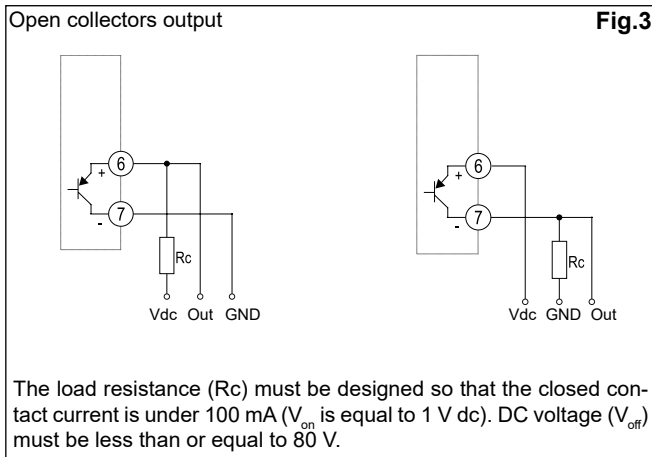 Open collectors output Fig.3
+ 6
- 7
Rc
Vdc Out GND
+ 6
- 7
Rc
Vdc GND Out
The load resistance (Rc) must be designed so that the closed con-
tact current is under 100 mA (Von is equal to 1 V dc). DC voltage (Voff)
must be less than or equal to 80 V.